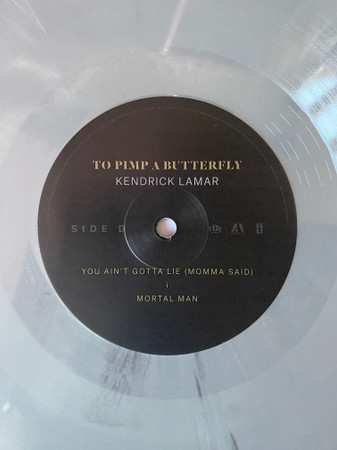 TO PIMP A BUTTERFLY
KENDRICK LAMAR
SIDE D
YOU AIN'T GOTTA LIE (MOMMA SAID)
i
MORTAL MAN